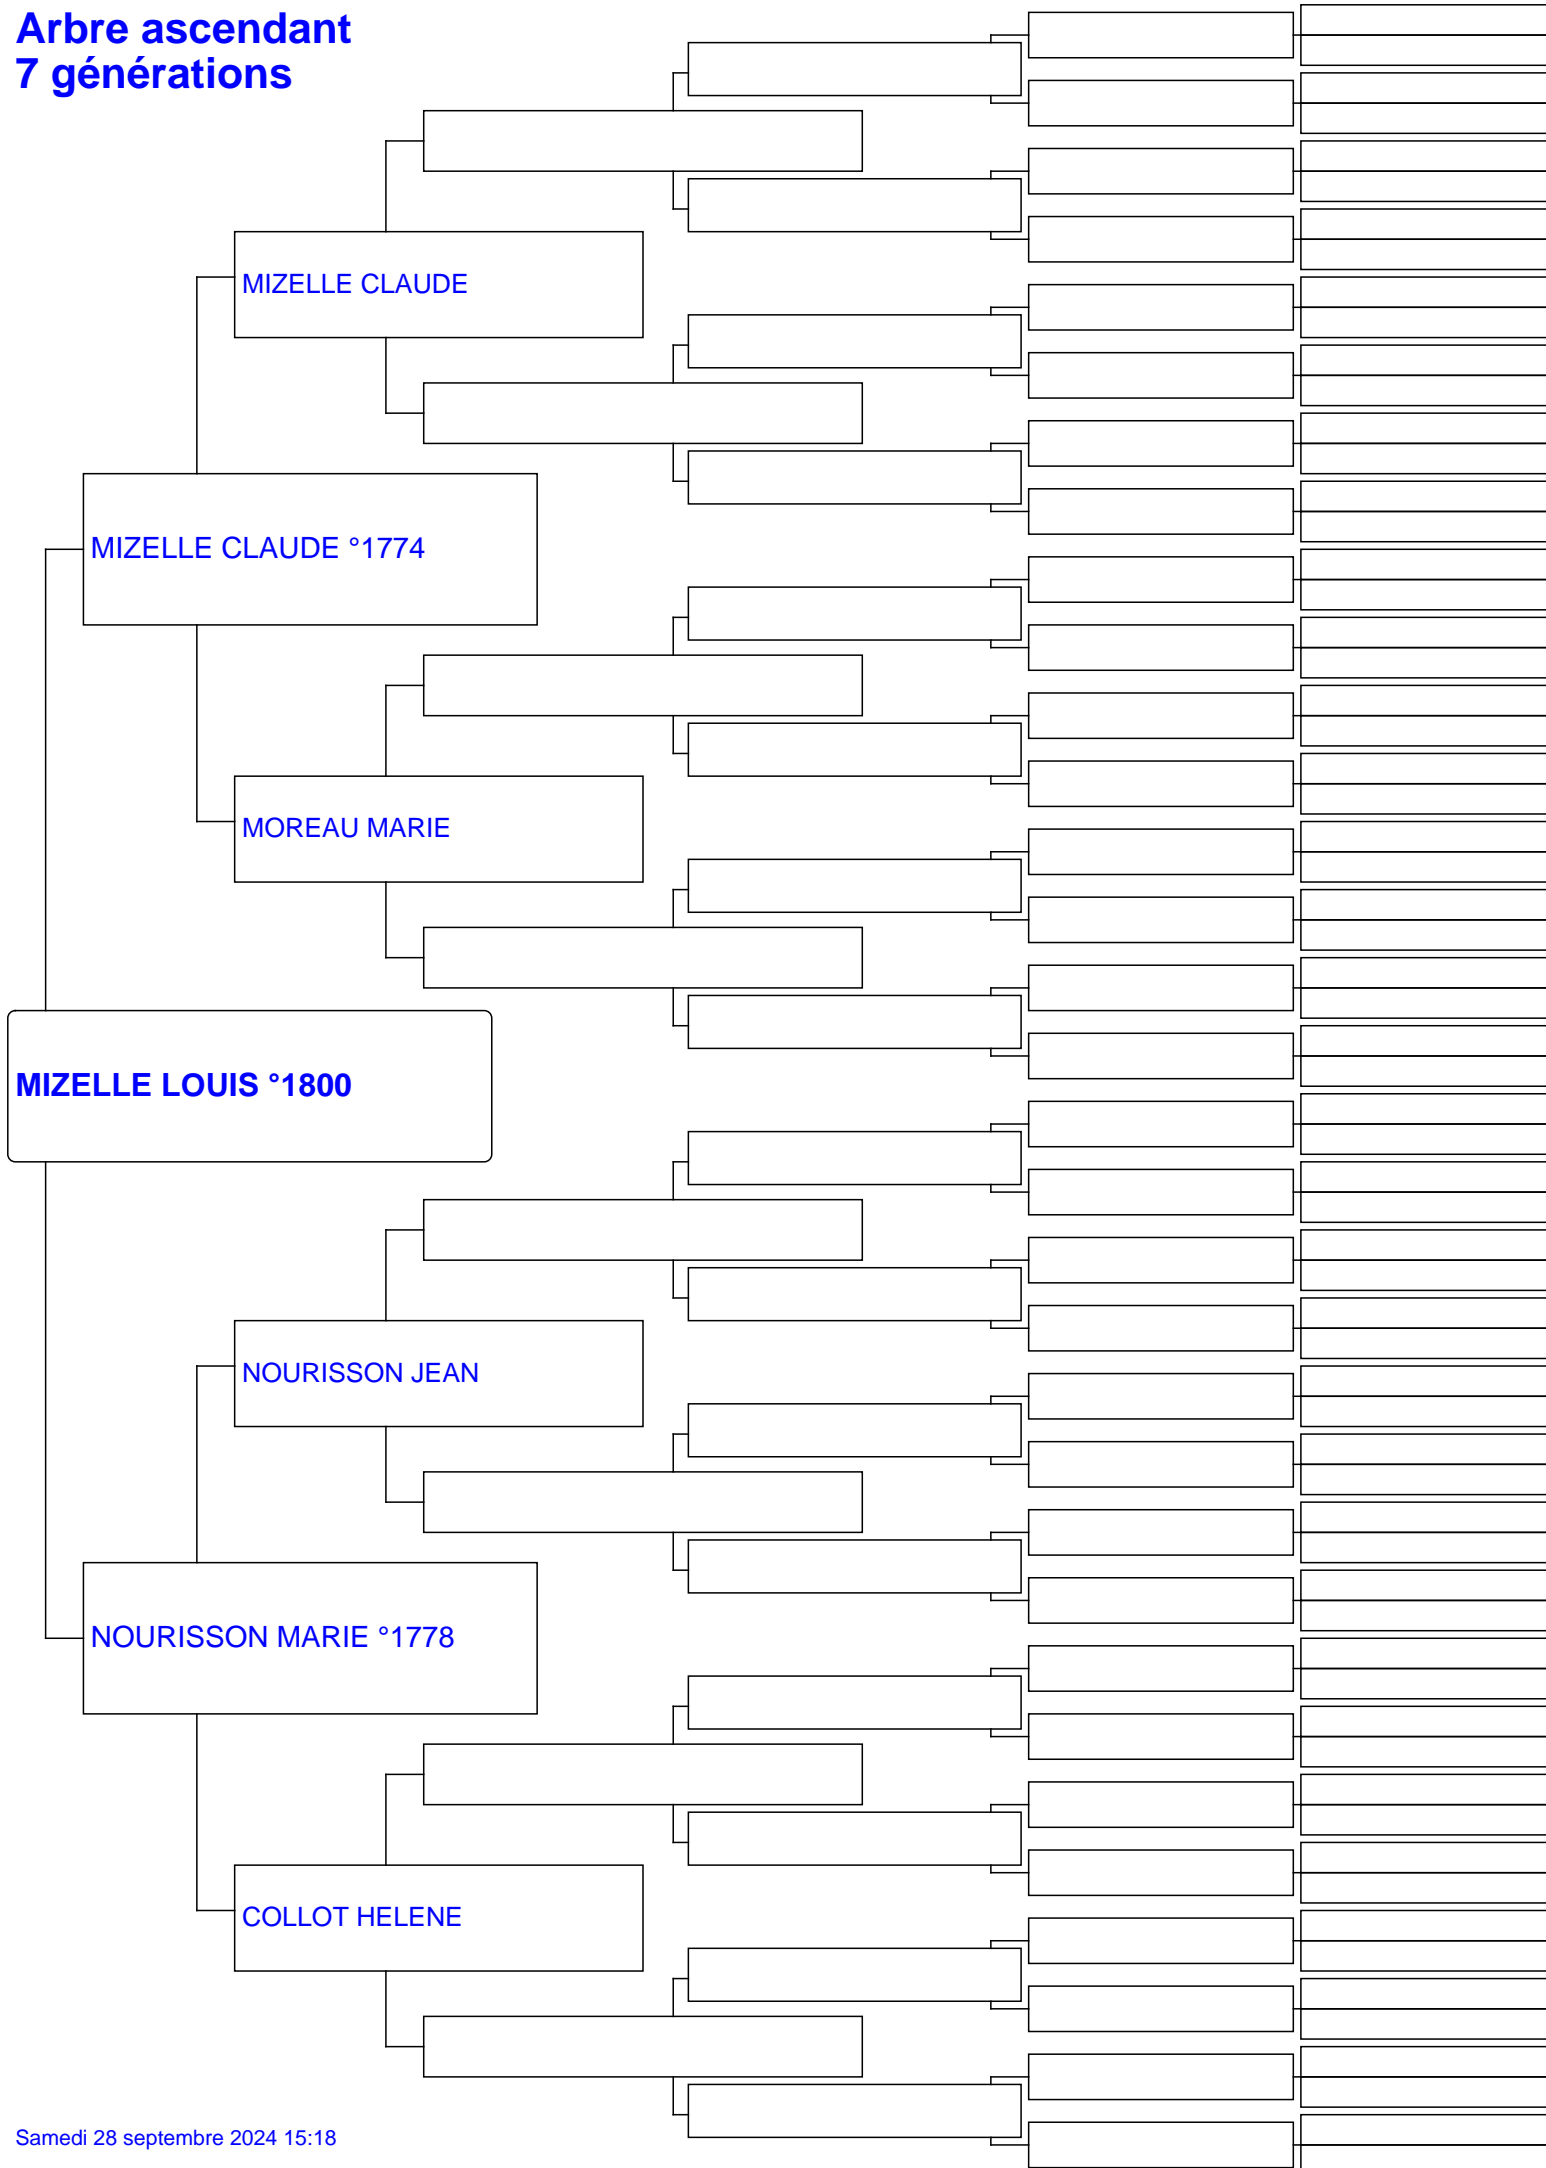 Arbre ascendant
7 générations
MIZELLE CLAUDE
MIZELLE CLAUDE °1774
MOREAU MARIE
MIZELLE LOUIS °1800
NOURISSON JEAN
NOURISSON MARIE °1778
COLLOT HELENE
Samedi 28 septembre 2024 15:18